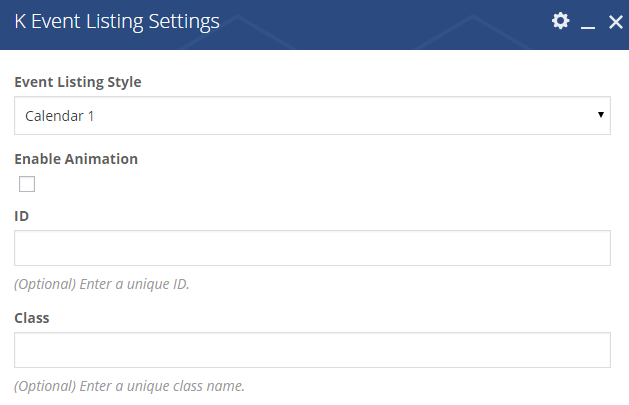 K Event Listing Settings
Event Listing Style
Calendar 1
Enable Animation
ID
(Optional) Enter a unique ID.
Class
(Optional) Enter a unique class name.